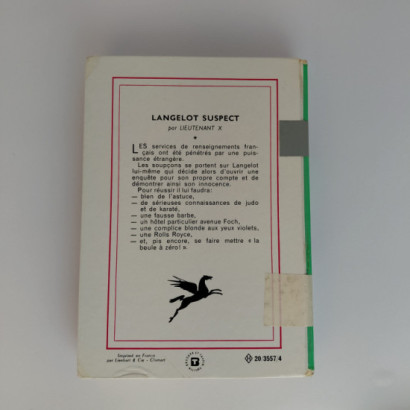 LANGELOT SUSPECT
par LIEUTENANT X
LES services de renseignements fran-
çais ont été pénétrés par une puis-
sance étrangère.
Les soupçons se portent sur Langelot
lui-même qui décide alors d'ouvrir une
enquête pour son propre compte et de
démontrer ainsi son innocence.
Pour réussir il lui faudra:
— bien de l'astuce,
— de sérieuses connaissances de judo
et de karaté,
— une fausse barbe,
— un hôtel particulier avenue Foch,
— une complice blonde aux yeux violets,
— une Rolls Royce,
— et, pis encore, se faire mettre « la
boule à zéro! ».
Imprimé en France
20/3557/4